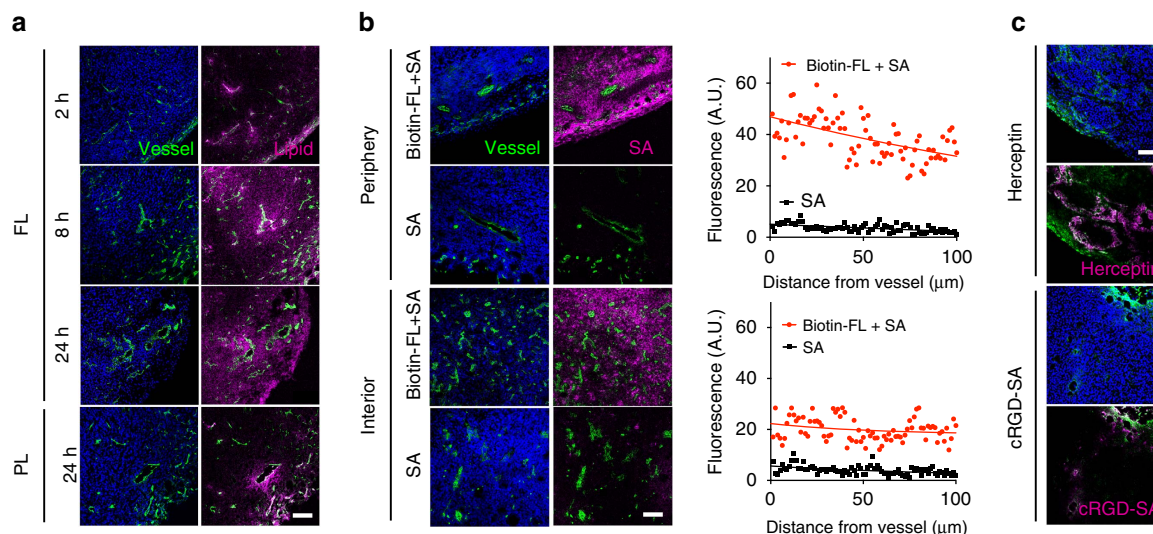 a
FL
2 h
8 h
24 h
PL
24 h
Vessel
Lipid
b
Periphery
Biotin-FL+SA
SA
Interior
Biotin-FL+SA
SA
Vessel
SA
Fluorescence (A.U.)
60
40
20
0
Biotin-FL + SA
SA
0
50
100
Distance from vessel (μm)
Fluorescence (A.U.)
60
40
20
0
Biotin-FL + SA
SA
0
50
100
Distance from vessel (μm)
c
Herceptin
Herceptin
cRGD-SA
cRGD-SA